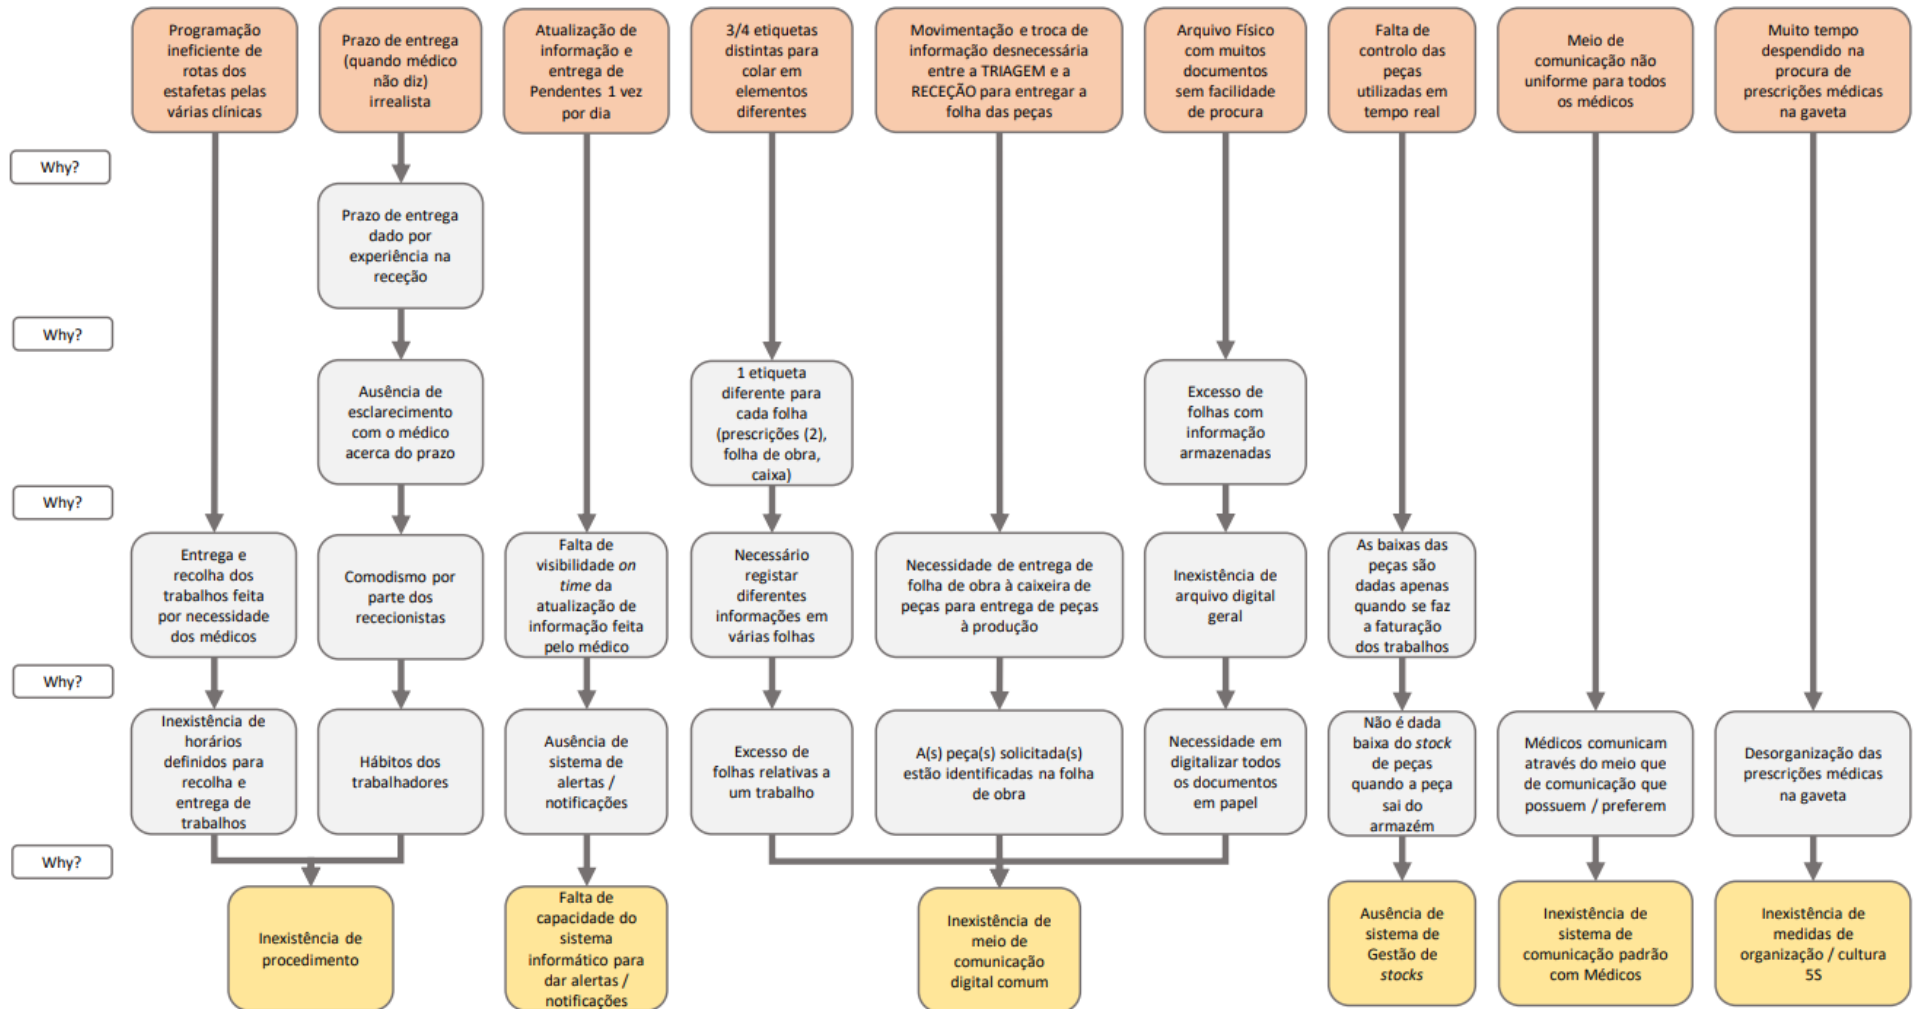 Programação
ineficiente de
rotas dos
estafetas pelas
várias clínicas
Prazo de entrega
(quando médico
não diz)
irrealista
Atualização de
informação e
entrega de
Pendentes 1 vez
por dia
3/4 etiquetas
distintas para
colar em
elementos
diferentes
Movimentação e troca de
informação desnecessária
entre a TRIAGEM e a
RECEÇÃO para entregar a
folha das peças
Arquivo Físico
com muitos
documentos
sem facilidade
de procura
Falta de
controlo das
peças
utilizadas em
tempo real
Meio de
comunicação não
uniforme para todos
os médicos
Muito tempo
despendido na
procura de
prescrições médicas
na gaveta
Why?
Prazo de entrega
dado por
experiência na
receção
Why?
Ausência de
esclarecimento
com o médico
acerca do prazo
1 etiqueta
diferente para
cada folha
(prescrições (2),
folha de obra,
caixa)
Excesso de
folhas com
informação
armazenadas
Why?
Entrega e
recolha dos
trabalhos feita
por necessidade
dos médicos
Comodismo por
parte dos
rececionistas
Falta de
visibilidade on
time da
atualização de
informação feita
pelo médico
Necessário
registar
diferentes
informações em
várias folhas
Necessidade de entrega de
folha de obra à caixeira de
peças para entrega de peças
à produção
Inexistência de
arquivo digital
geral
As baixas das
peças são
dadas apenas
quando se faz
a faturação
dos trabalhos
Why?
Inexistência de
horários
definidos para
recolha e
entrega de
trabalhos
Hábitos dos
trabalhadores
Ausência de
sistema de
alertas /
notificações
Excesso de
folhas relativas a
um trabalho
A(s) peça(s) solicitada(s)
estão identificadas na folha
de obra
Necessidade em
digitalizar todos
os documentos
em papel
Não é dada
baixa do stock
de peças
quando a peça
sai do
armazém
Médicos comunicam
através do meio que
de comunicação que
possuem / preferem
Desorganização das
prescrições médicas
na gaveta
Why?
Inexistência de
procedimento
Falta de
capacidade do
sistema
informático para
dar alertas /
notificações
Inexistência de
meio de
comunicação
digital comum
Ausência de
sistema de
Gestão de
stocks
Inexistência de
sistema de
comunicação padrão
com Médicos
Inexistência de
medidas de
organização / cultura
5S